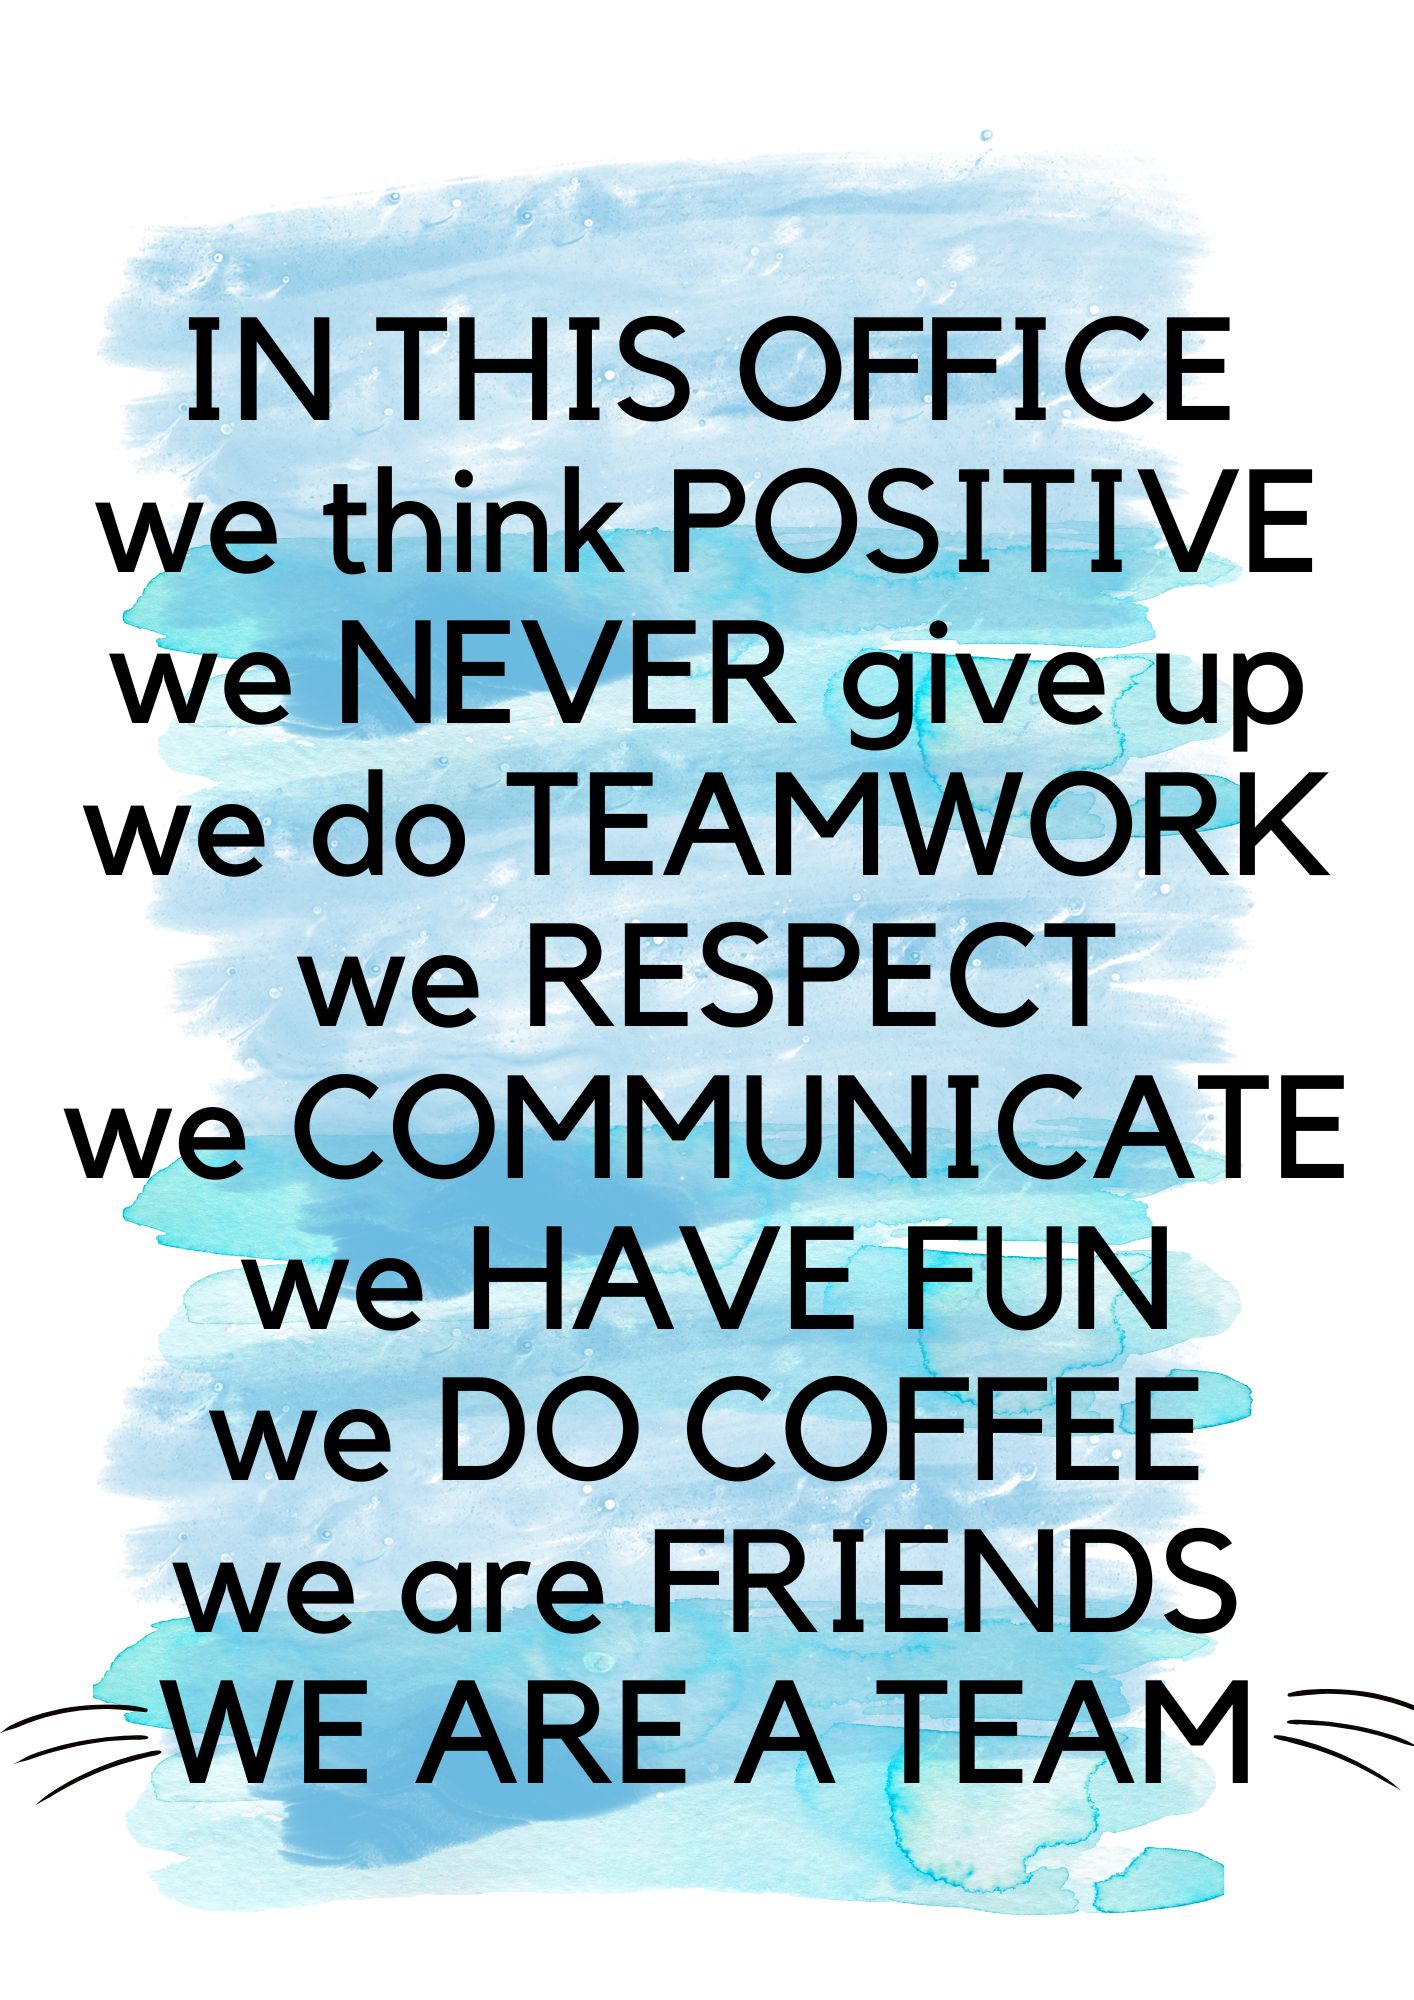 IN THIS OFFICE
we think POSITIVE
we NEVER give up
we do TEAMWORK
we RESPECT
we COMMUNICATE
we HAVE FUN
we DO COFFEE
we are FRIENDS
WE ARE A TEAM